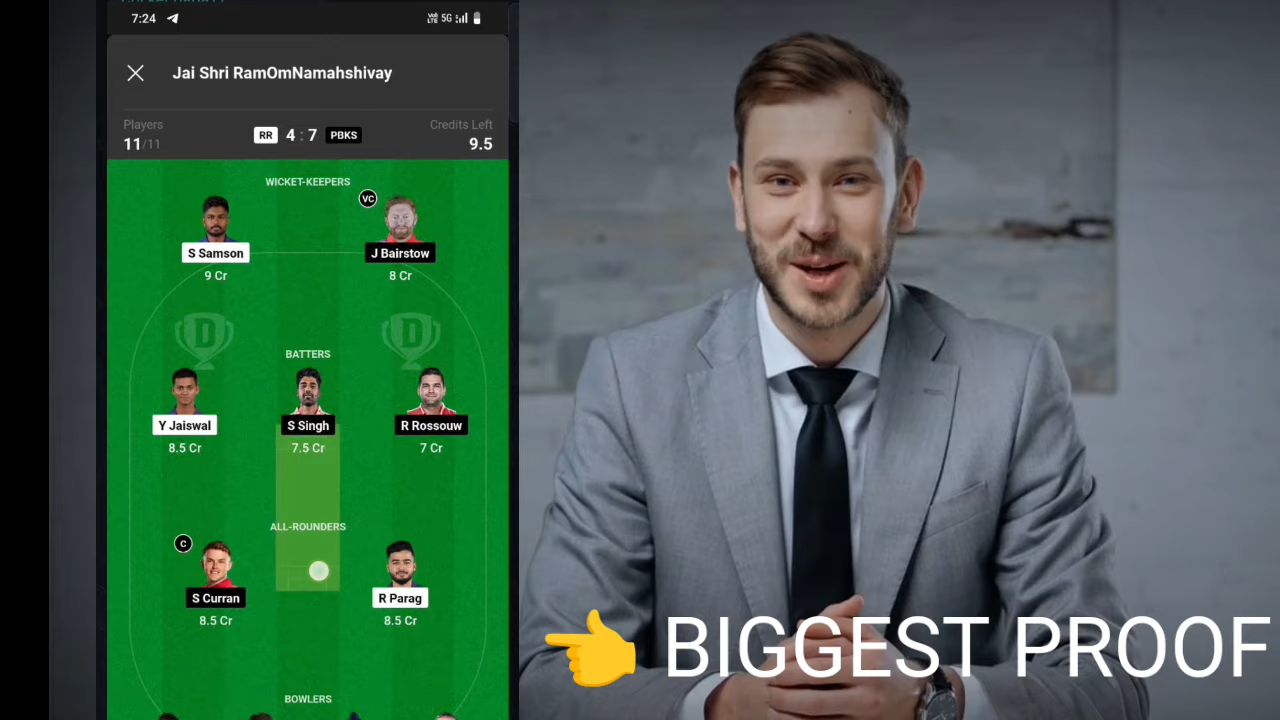 7:24
5G
Jai Shri RamOmNamahshivay
Players
11/11
RR 4 : 7 PBKS
Credits Left
9.5
WICKET-KEEPERS
VC
S Samson
J Bairstow
9 Cr
8 Cr
D
D
BATTERS
Y Jaiswal
S Singh
R Rossouw
8.5 Cr
7.5 Cr
7 Cr
ALL-ROUNDERS
C
S Curran
R Parag
8.5 Cr
8.5 Cr
BOWLERS
👈 BIGGEST PROOF